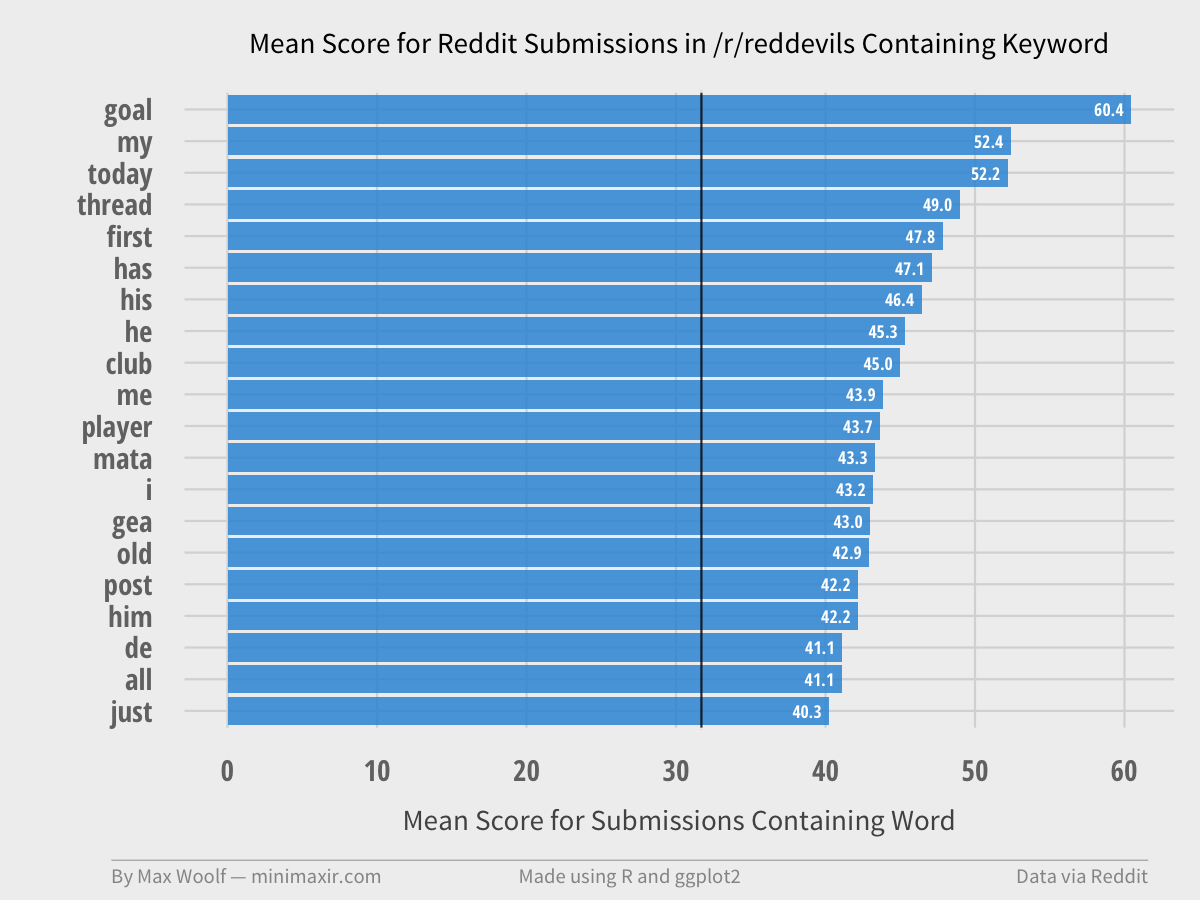 Mean Score for Reddit Submissions in /r/reddevils Containing Keyword
goal 60.4
my 52.4
today 52.2
thread 49.0
first 47.8
has 47.1
his 46.4
he 45.3
club 45.0
me 43.9
player 43.7
mata 43.3
i 43.2
gea 43.0
old 42.9
post 42.2
him 42.2
de 41.1
all 41.1
just 40.3
0 10 20 30 40 50 60
Mean Score for Submissions Containing Word
By Max Woolf — minimaxir.com Made using R and ggplot2 Data via Reddit